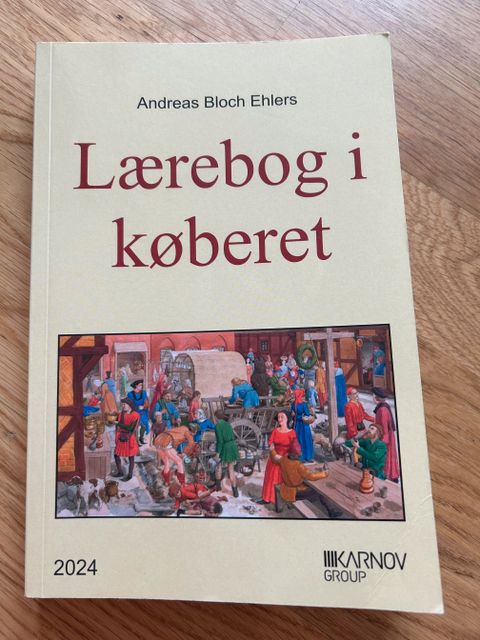 Andreas Bloch Ehlers
Lærebog i
køberet
2024
KARNOV
GROUP